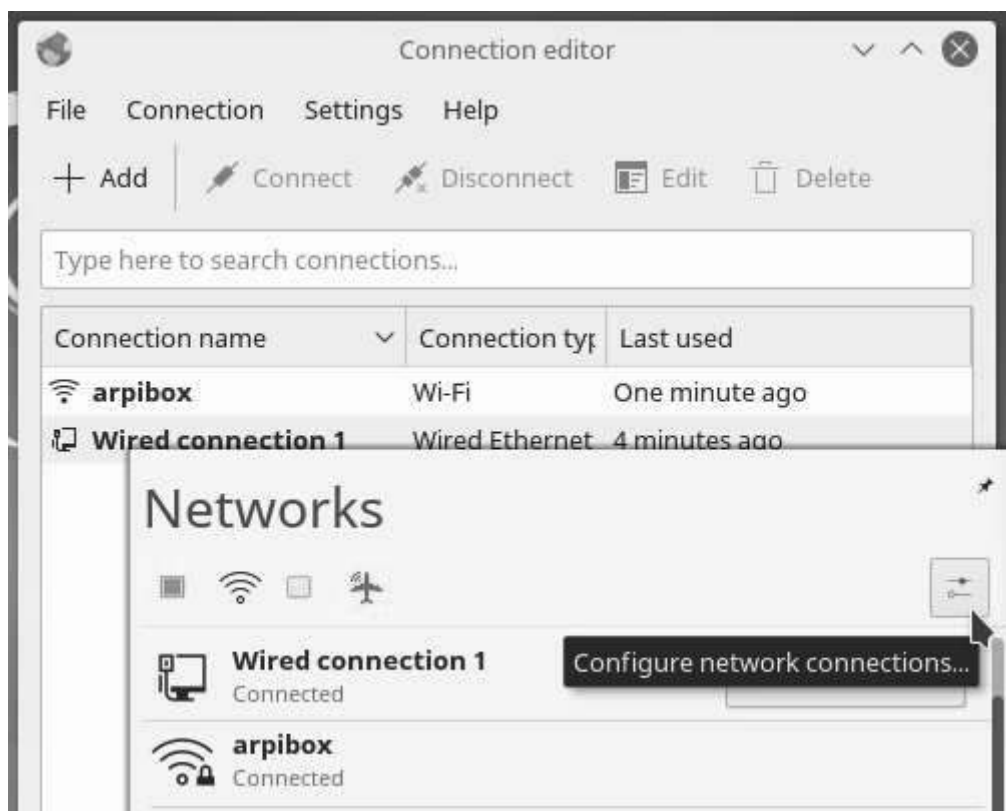 Connection editor
File Connection Settings Help
Add Connect Disconnect Edit Delete
Type here to search connections...
Connection name Connection typ Last used
arpibox Wi-Fi One minute ago
Wired connection 1 Wired Ethernet 4 minutes ago
Networks
Wired connection 1
Connected
Configure network connections...
arpibox
Connected